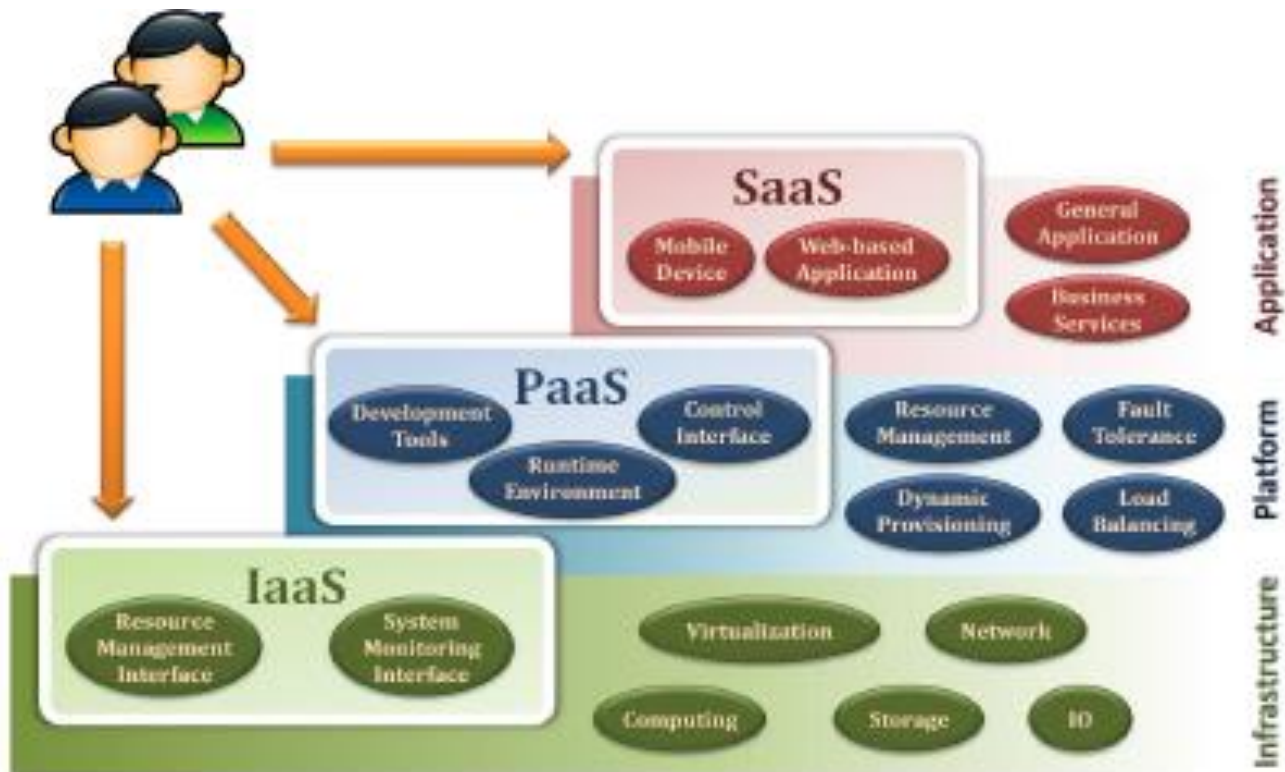 SaaS
Mobile
Device
Web-based
Application
General
Application
Business
Services
Application
PaaS
Development
Tools
Control
Interface
Runtime
Environment
Resource
Management
Fault
Tolerance
Dynamic
Provisioning
Load
Balancing
Platform
IaaS
Resource
Management
Interface
System
Monitoring
Interface
Virtualization
Network
Computing
Storage
IO
Infrastructure